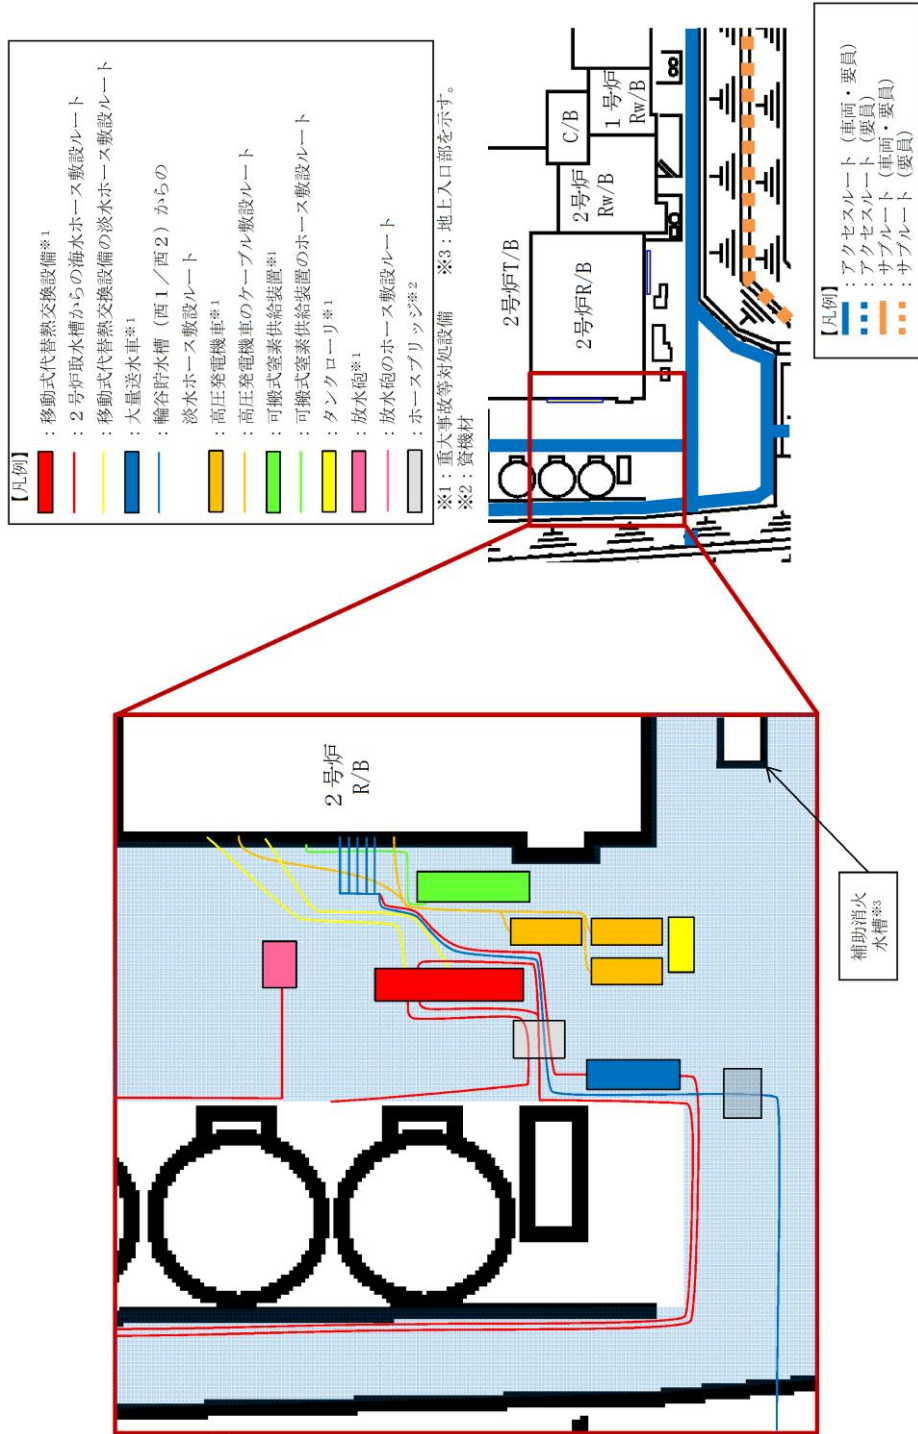 【凡例】
：移動式代替熱交換設備※1
：２号炉取水槽からの海水ホース敷設ルート
：移動式代替熱交換設備の淡水ホース敷設ルート
：大量送水車※1
：輪谷貯水槽（西１／西２）からの
淡水ホース敷設ルート
：高圧発電機車※1
：高圧発電機車のケーブル敷設ルート
：可搬式窒素供給装置※1
：可搬式窒素供給装置のホース敷設ルート
：タンクローリ※1
：放水砲※1
：放水砲のホース敷設ルート
：ホースブリッジ※2
※1：重大事故等対処設備
※2：資機材
※3：地上入口部を示す。
２号炉
R/B
補助消火
水槽※3
2号炉T/B
2号炉R/B
2号炉
Rw/B
C/B
1号炉
Rw/B
【凡例】
：アクセスルート（車両・要員）
：アクセスルート（要員）
：サブルート（車両・要員）
：サブルート（要員）